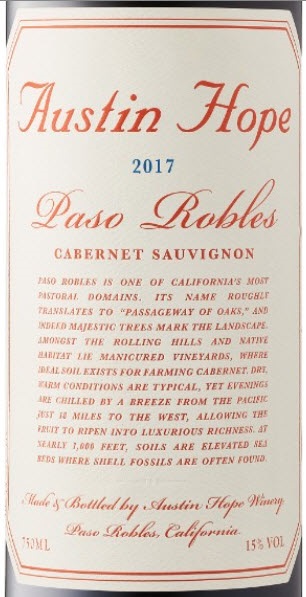 Austin Hope
2017
Paso Robles
CABERNET SAUVIGNON
PASO ROBLES IS ONE OF CALIFORNIA'S MOST
PASTORAL DOMAINS. ITS NAME ROUGHLY
TRANSLATES TO "PASSAGEWAY OF OAKS," AND
INDEED MAJESTIC TREES MARK THE LANDSCAPE.
AMONGST THE ROLLING HILLS AND NATIVE
HABITAT LIE MANICURED VINEYARDS, WHERE
IDEAL SOIL EXISTS FOR FARMING CABERNET. DRY,
WARM CONDITIONS ARE TYPICAL, YET EVENINGS
ARE CHILLED BY A BREEZE FROM THE PACIFIC
JUST 18 MILES TO THE WEST, ALLOWING THE
FRUIT TO RIPEN INTO LUXURIOUS RICHNESS. AT
NEARLY 1,000 FEET, SOILS ARE ELEVATED SEA
BEDS WHERE SHELL FOSSILS ARE OFTEN FOUND.
Made & Bottled by Austin Hope Winery
Paso Robles, California.
750ML 15% VOL